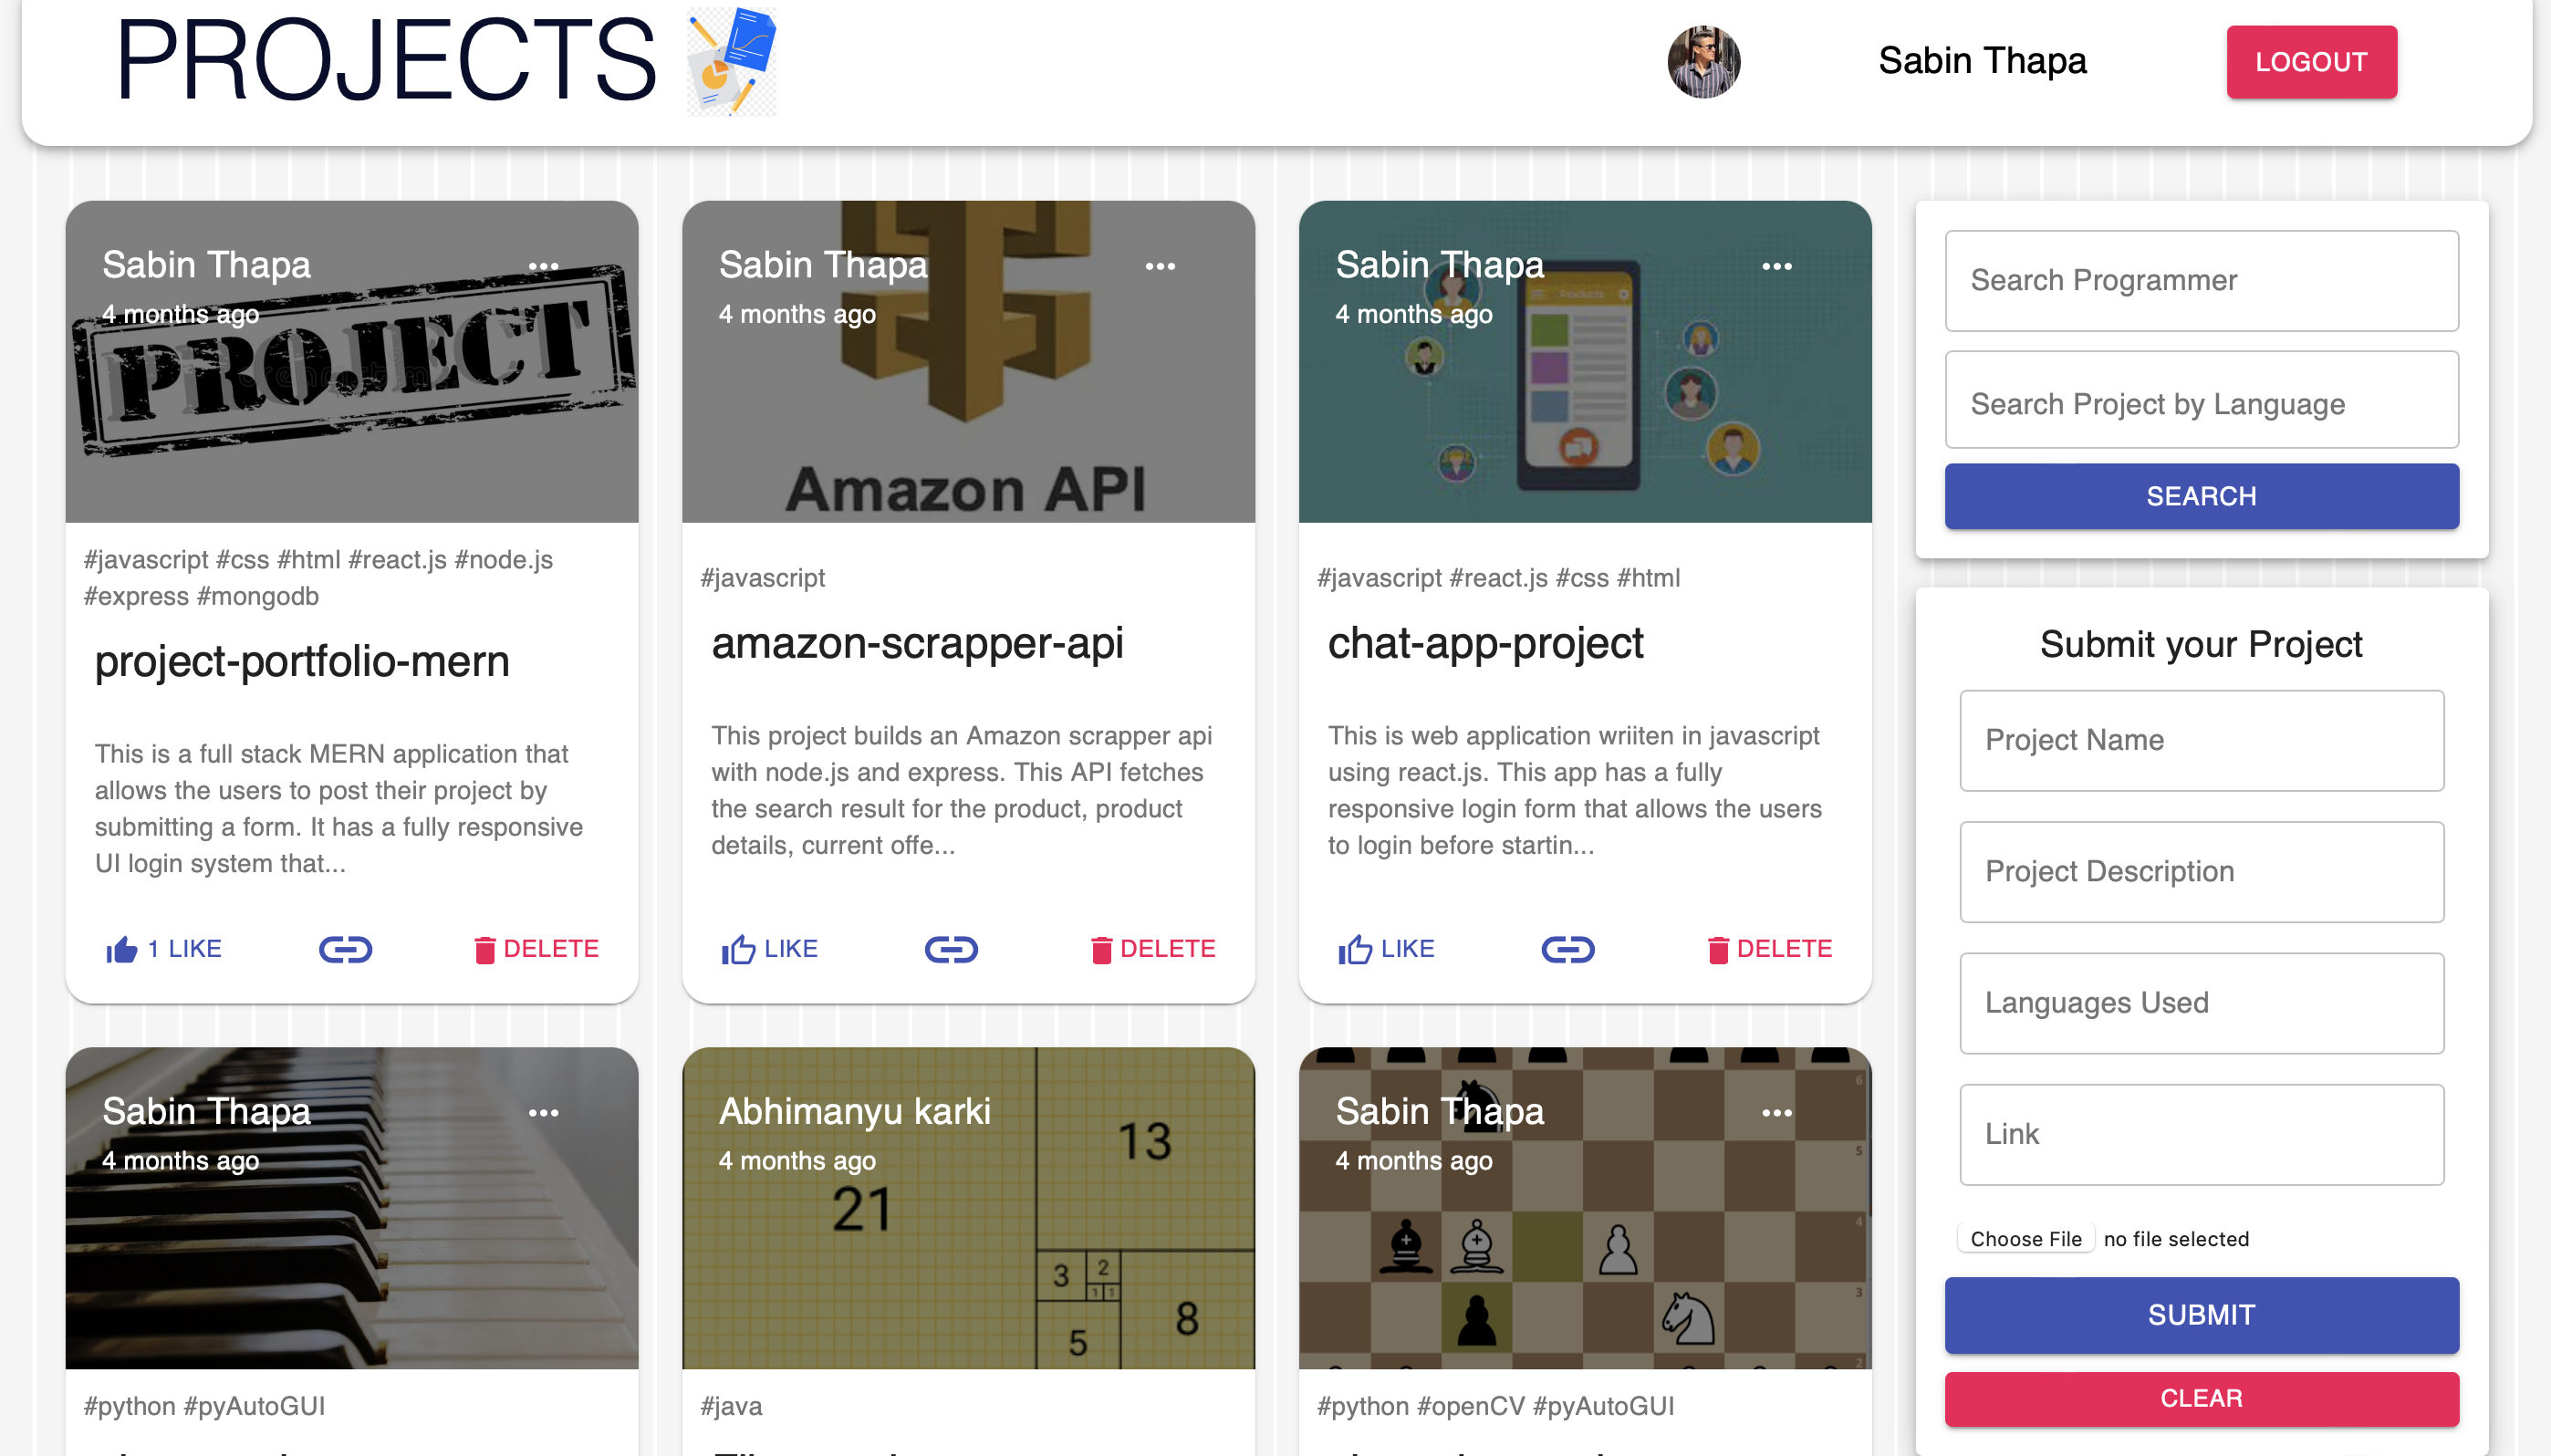 PROJECTS
Sabin Thapa
LOGOUT
Sabin Thapa
4 months ago
PROJECT
#javascript #css #html #react.js #node.js
#express #mongodb
project-portfolio-mern
This is a full stack MERN application that
allows the users to post their project by
submitting a form. It has a fully responsive
UI login system that...
1 LIKE
DELETE
Sabin Thapa
4 months ago
Amazon API
#javascript
amazon-scrapper-api
This project builds an Amazon scrapper api
with node.js and express. This API fetches
the search result for the product, product
details, current offe...
LIKE
DELETE
Sabin Thapa
4 months ago
Products
#javascript #react.js #css #html
chat-app-project
This is web application wriiten in javascript
using react.js. This app has a fully
responsive login form that allows the users
to login before startin...
LIKE
DELETE
Search Programmer
Search Project by Language
SEARCH
Submit your Project
Project Name
Project Description
Languages Used
Link
Choose File no file selected
SUBMIT
CLEAR
Sabin Thapa
4 months ago
#python #pyAutoGUI
Abhimanyu karki
4 months ago
13
21
3
2
1 1
8
5
#java
Sabin Thapa
4 months ago
6
5
4
3
2
#python #openCV #pyAutoGUI